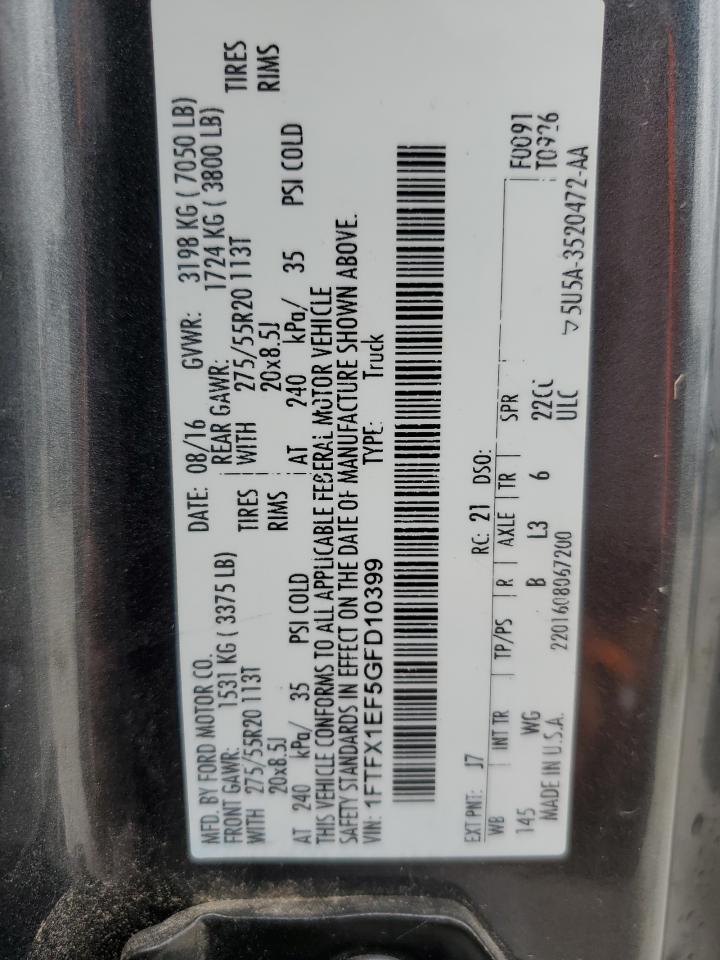 MFD. BY FORD MOTOR CO. DATE: 08/16 GVWR: 3198 KG ( 7050 LB)
FRONT GAWR: 1531 KG ( 3375 LB) REAR GAWR: 1724 KG ( 3800 LB)
WITH 275/55R20 113T TIRES WITH 275/55R20 113T TIRES
20x8.5J RIMS 20x8.5J RIMS
AT 240 kPa/ 35 PSI COLD AT 240 kPa/ 35 PSI COLD
THIS VEHICLE CONFORMS TO ALL APPLICABLE FEDERAL MOTOR VEHICLE
SAFETY STANDARDS IN EFFECT ON THE DATE OF MANUFACTURE SHOWN ABOVE.
VIN: 1FTFX1EF5GFD10399 TYPE: Truck
EXT PNT: J7 RC: 21 DSO:
WB INT TR TP/PS R AXLE TR SPR F0091
145 WG B L3 6 T0926
MADE IN U.S.A. 2201608067200 ULC ▽ 5U5A-3520472-AA